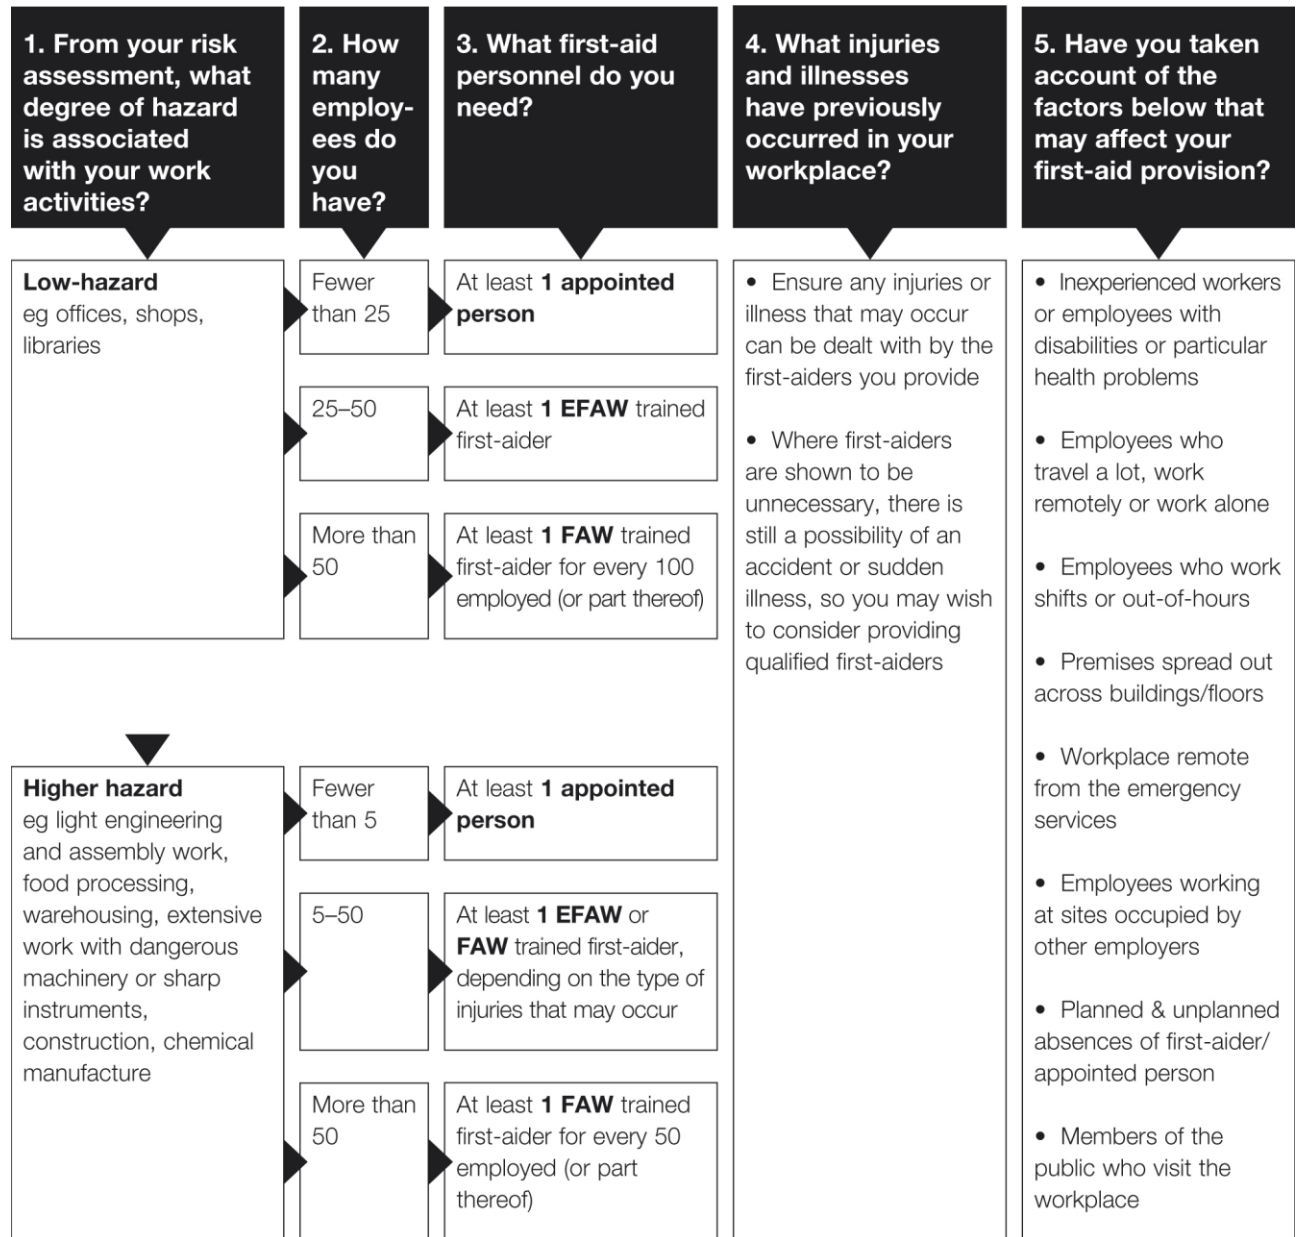 1. From your risk
assessment, what
degree of hazard
is associated
with your work
activities?
2. How
many
employ-
ees do
you
have?
3. What first-aid
personnel do you
need?
4. What injuries
and illnesses
have previously
occurred in your
workplace?
5. Have you taken
account of the
factors below that
may affect your
first-aid provision?
Low-hazard
eg offices, shops,
libraries
Fewer
than 25
At least 1 appointed
person
25–50
At least 1 EFAW trained
first-aider
More than
50
At least 1 FAW trained
first-aider for every 100
employed (or part thereof)
Higher hazard
eg light engineering
and assembly work,
food processing,
warehousing, extensive
work with dangerous
machinery or sharp
instruments,
construction, chemical
manufacture
Fewer
than 5
At least 1 appointed
person
5–50
At least 1 EFAW or
FAW trained first-aider,
depending on the type of
injuries that may occur
More than
50
At least 1 FAW trained
first-aider for every 50
employed (or part
thereof)
• Ensure any injuries or
illness that may occur
can be dealt with by the
first-aiders you provide
• Where first-aiders
are shown to be
unnecessary, there is
still a possibility of an
accident or sudden
illness, so you may wish
to consider providing
qualified first-aiders
• Inexperienced workers
or employees with
disabilities or particular
health problems
• Employees who
travel a lot, work
remotely or work alone
• Employees who work
shifts or out-of-hours
• Premises spread out
across buildings/floors
• Workplace remote
from the emergency
services
• Employees working
at sites occupied by
other employers
• Planned & unplanned
absences of first-aider/
appointed person
• Members of the
public who visit the
workplace